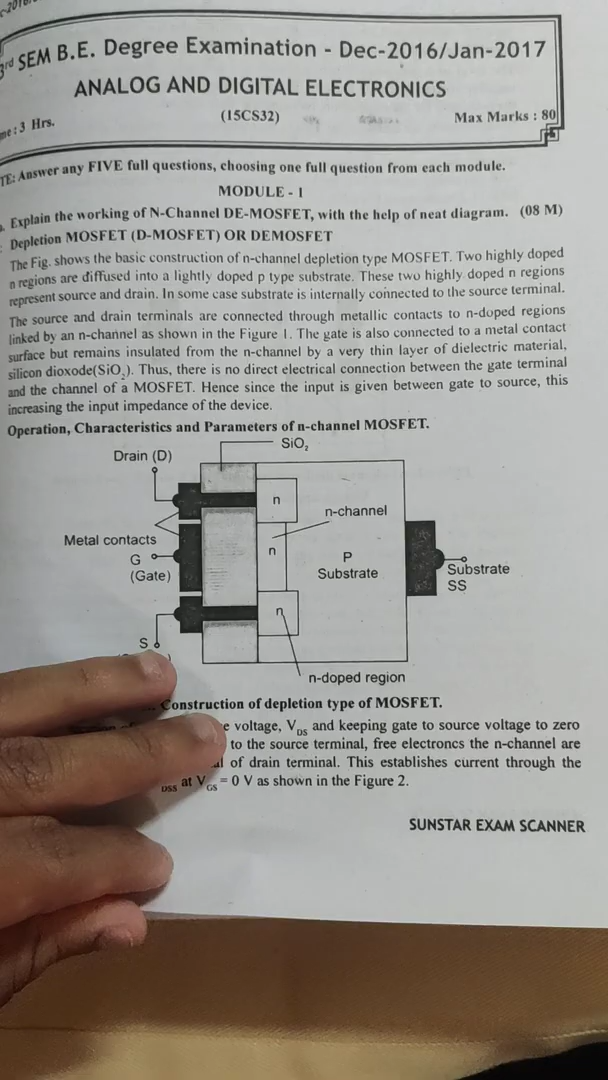 3rd SEM B.E. Degree Examination - Dec-2016/Jan-2017
ANALOG AND DIGITAL ELECTRONICS
(15CS32)
: 3 Hrs.
Max Marks : 80
TE: Answer any FIVE full questions, choosing one full question from each module.
MODULE - 1
Explain the working of N-Channel DE-MOSFET, with the help of neat diagram. (08 M)
Depletion MOSFET (D-MOSFET) OR DEMOSFET
The Fig. shows the basic construction of n-channel depletion type MOSFET. Two highly doped
n regions are diffused into a lightly doped p type substrate. These two highly doped n regions
represent source and drain. In some case substrate is internally connected to the source terminal.
The source and drain terminals are connected through metallic contacts to n-doped regions
linked by an n-channel as shown in the Figure 1. The gate is also connected to a metal contact
surface but remains insulated from the n-channel by a very thin layer of dielectric material,
silicon dioxode(SiO₂). Thus, there is no direct electrical connection between the gate terminal
and the channel of a MOSFET. Hence since the input is given between gate to source, this
increasing the input impedance of the device.
Operation, Characteristics and Parameters of n-channel MOSFET.
SiO₂
Drain (D)
n
n-channel
Metal contacts
G
(Gate)
n
P
Substrate
Substrate
SS
n
S
n-doped region
Construction of depletion type of MOSFET.
voltage, V_DS and keeping gate to source voltage to zero
to the source terminal, free electroncs the n-channel are
of drain terminal. This establishes current through the
DSS at V_GS = 0 V as shown in the Figure 2.
SUNSTAR EXAM SCANNER